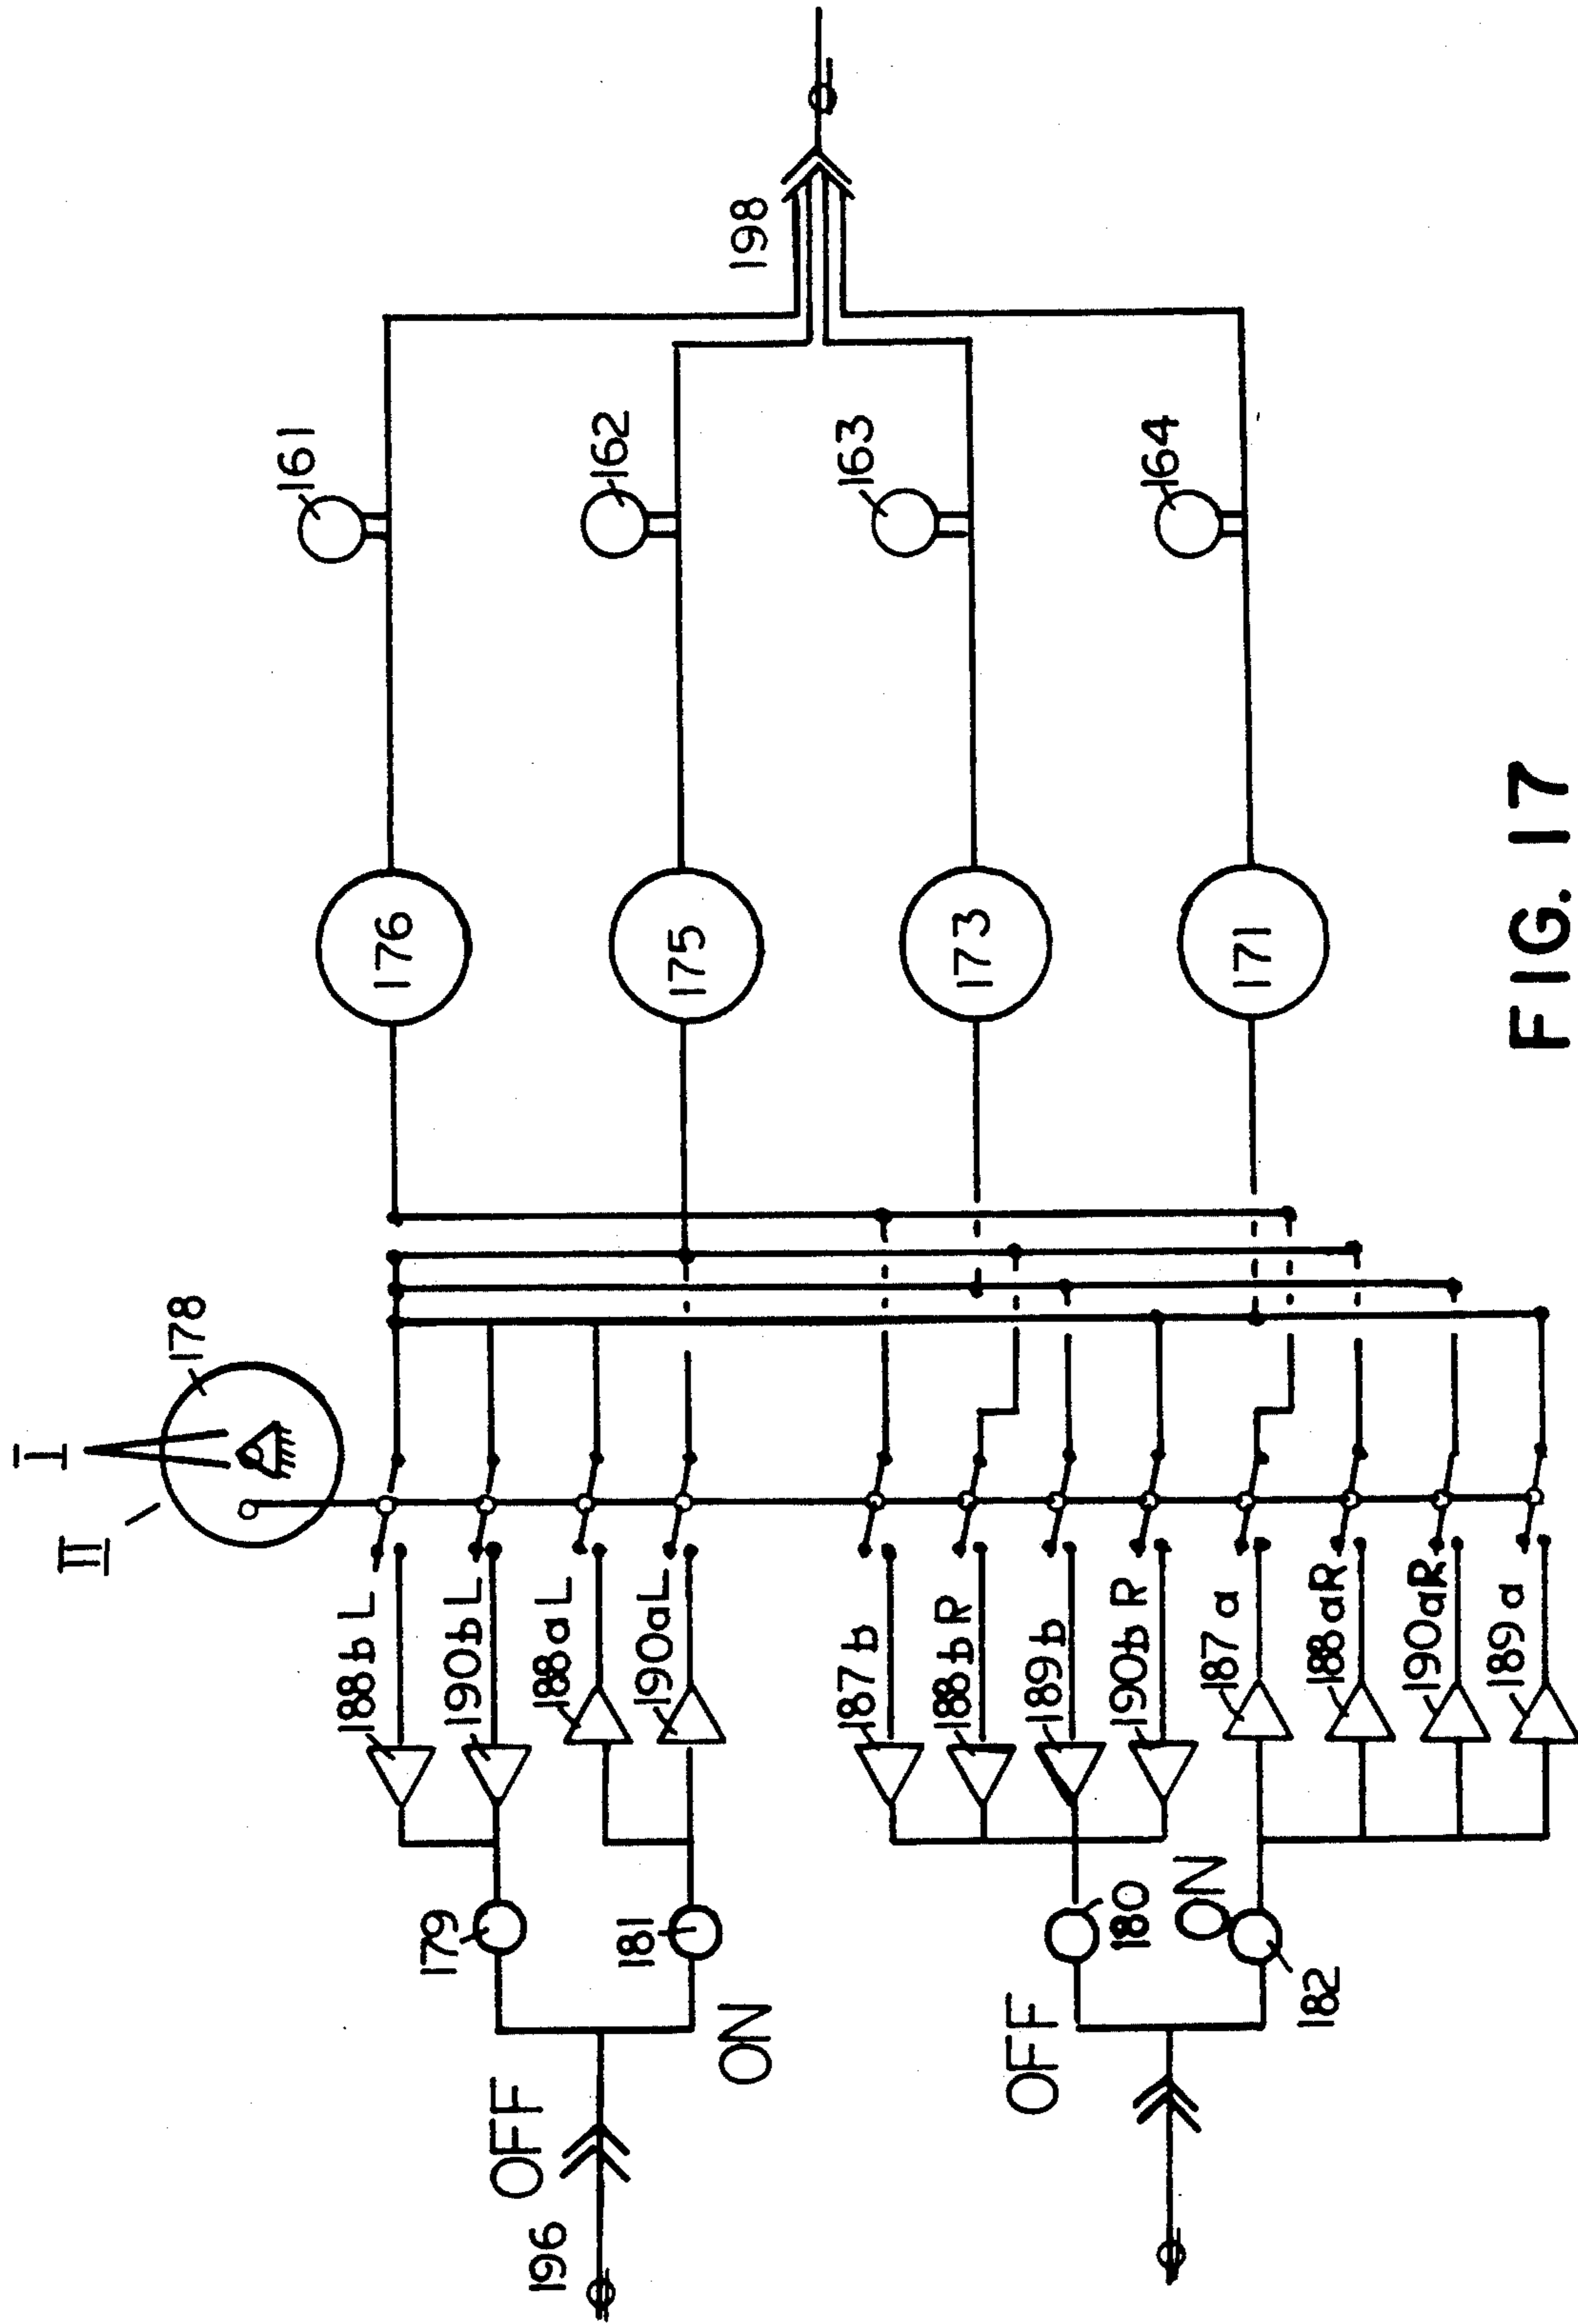 I
II
178
188b L
190b L
188a L
190aL
187b
188b R
189b
190b R
187a
188aR
190aR
189a
179
181
180
182
OFF
ON
OFF
ON
196
176
175
173
171
161
162
163
164
198
FIG. 17